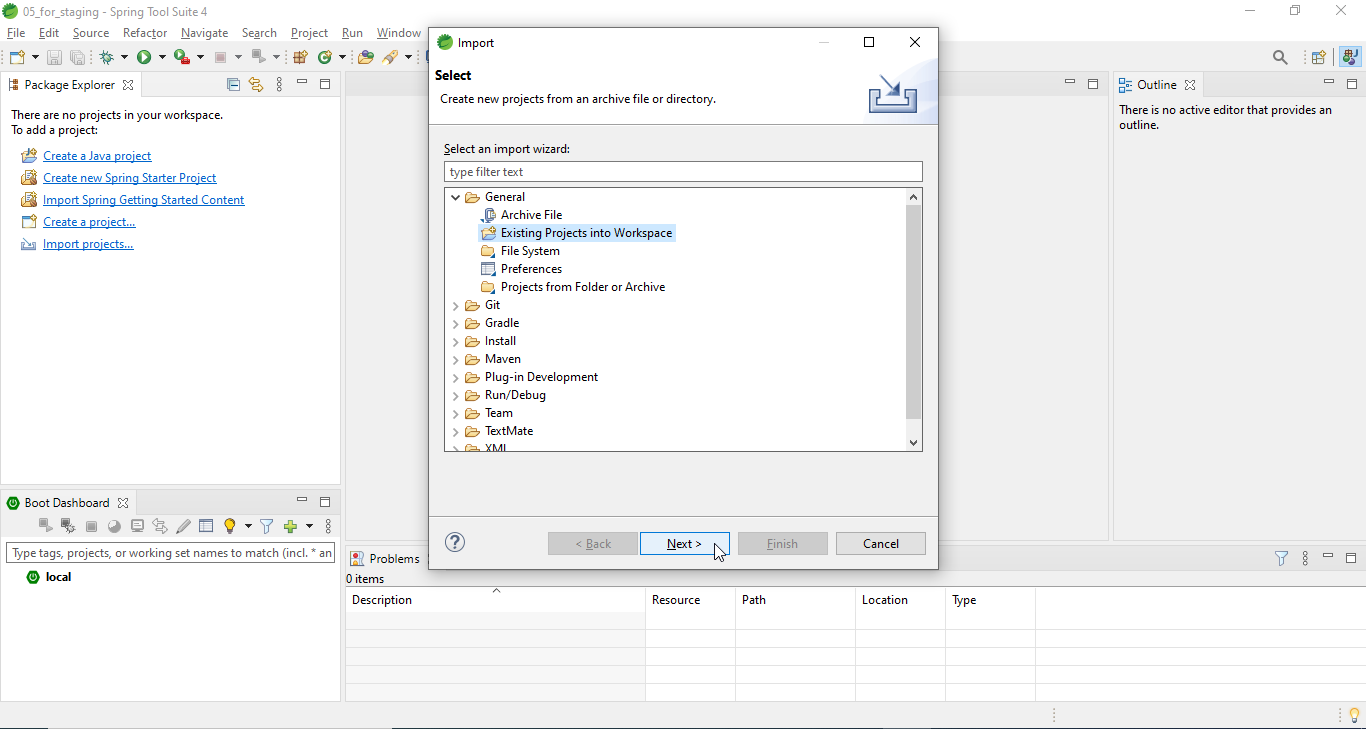 05_for_staging - Spring Tool Suite 4
File Edit Source Refactor Navigate Search Project Run Window
Package Explorer
There are no projects in your workspace.
To add a project:
Create a Java project
Create new Spring Starter Project
Import Spring Getting Started Content
Create a project...
Import projects...
Boot Dashboard
Type tags, projects, or working set names to match (incl. * an
local
Import
Select
Create new projects from an archive file or directory.
Select an import wizard:
type filter text
General
Archive File
Existing Projects into Workspace
File System
Preferences
Projects from Folder or Archive
Git
Gradle
Install
Maven
Plug-in Development
Run/Debug
Team
TextMate
XML
< Back
Next >
Finish
Cancel
Outline
There is no active editor that provides an
outline.
Problems
0 items
Description Resource Path Location Type